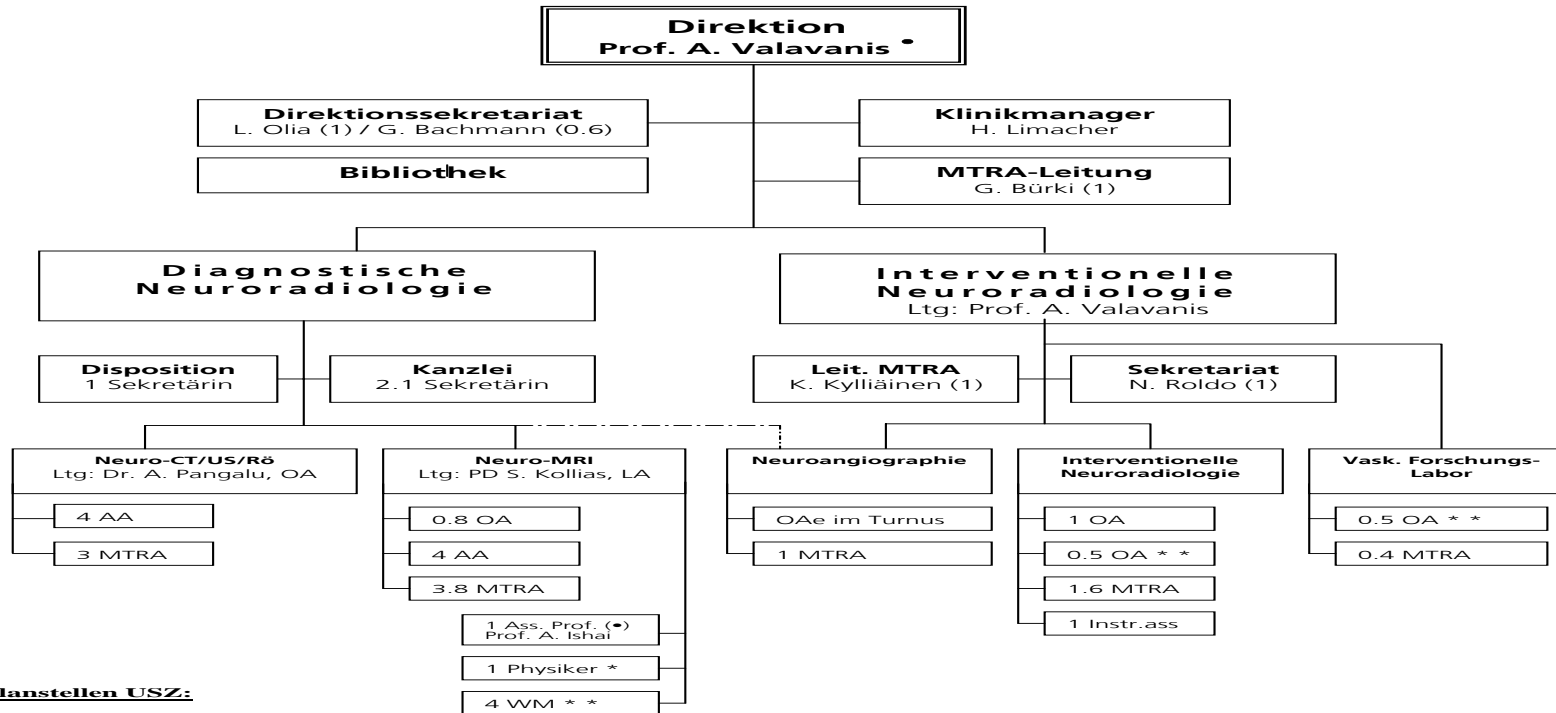 Direktion
Prof. A. Valavanis •
Direktionssekretariat
L. Olia (1) / G. Bachmann (0.6)
Klinikmanager
H. Limacher
Bibliothek
MTRA-Leitung
G. Bürki (1)
Diagnostische
Neuroradiologie
Interventionelle
Neuroradiologie
Ltg: Prof. A. Valavanis
Disposition
1 Sekretärin
Kanzlei
2.1 Sekretärin
Leit. MTRA
K. Kylliäinen (1)
Sekretariat
N. Roldo (1)
Neuro-CT/US/Rö
Ltg: Dr. A. Pangalu, OA
4 AA
3 MTRA
Neuro-MRI
Ltg: PD S. Kollias, LA
0.8 OA
4 AA
3.8 MTRA
1 Ass. Prof. (•)
Prof. A. Ishai
1 Physiker *
4 WM * *
Neuroangiographie
OAe im Turnus
1 MTRA
Interventionelle
Neuroradiologie
1 OA
0.5 OA * *
1.6 MTRA
1 Instr.ass
Vask. Forschungs-
Labor
0.5 OA * *
0.4 MTRA
lanstellen USZ: